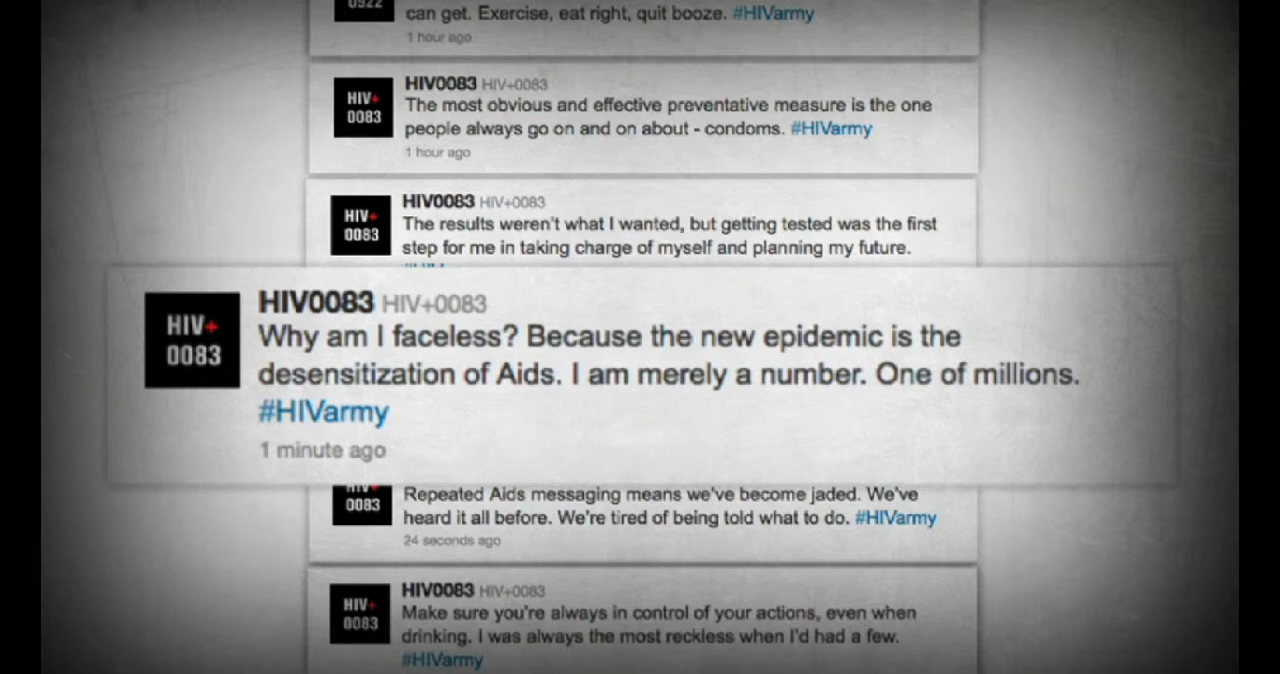 0922
can get. Exercise, eat right, quit booze. #HIVarmy
1 hour ago
HIV+
0083
HIV0083 HIV+0083
The most obvious and effective preventative measure is the one
people always go on and on about - condoms. #HIVarmy
1 hour ago
HIV+
0083
HIV0083 HIV+0083
The results weren't what I wanted, but getting tested was the first
step for me in taking charge of myself and planning my future.
HIV+
0083
HIV0083 HIV+0083
Why am I faceless? Because the new epidemic is the
desensitization of Aids. I am merely a number. One of millions.
#HIVarmy
1 minute ago
0083
Repeated Aids messaging means we've become jaded. We've
heard it all before. We're tired of being told what to do. #HIVarmy
24 seconds ago
HIV+
0083
HIV0083 HIV+0083
Make sure you're always in control of your actions, even when
drinking. I was always the most reckless when I'd had a few.
#HIVarmy